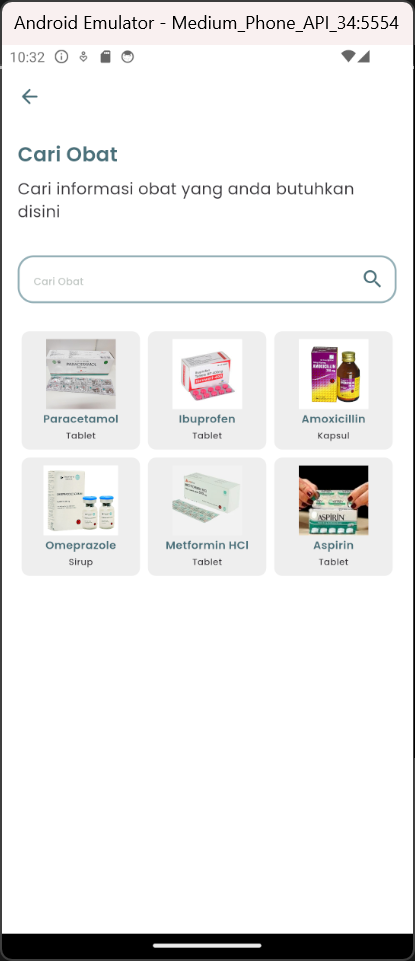 Android Emulator - Medium_Phone_API_34:5554
10:32
Cari Obat
Cari informasi obat yang anda butuhkan
disini
Cari Obat
Paracetamol
Tablet
Ibuprofen
Tablet
Amoxicillin
Kapsul
Omeprazole
Sirup
Metformin HCl
Tablet
ASPIRIN
Aspirin
Tablet